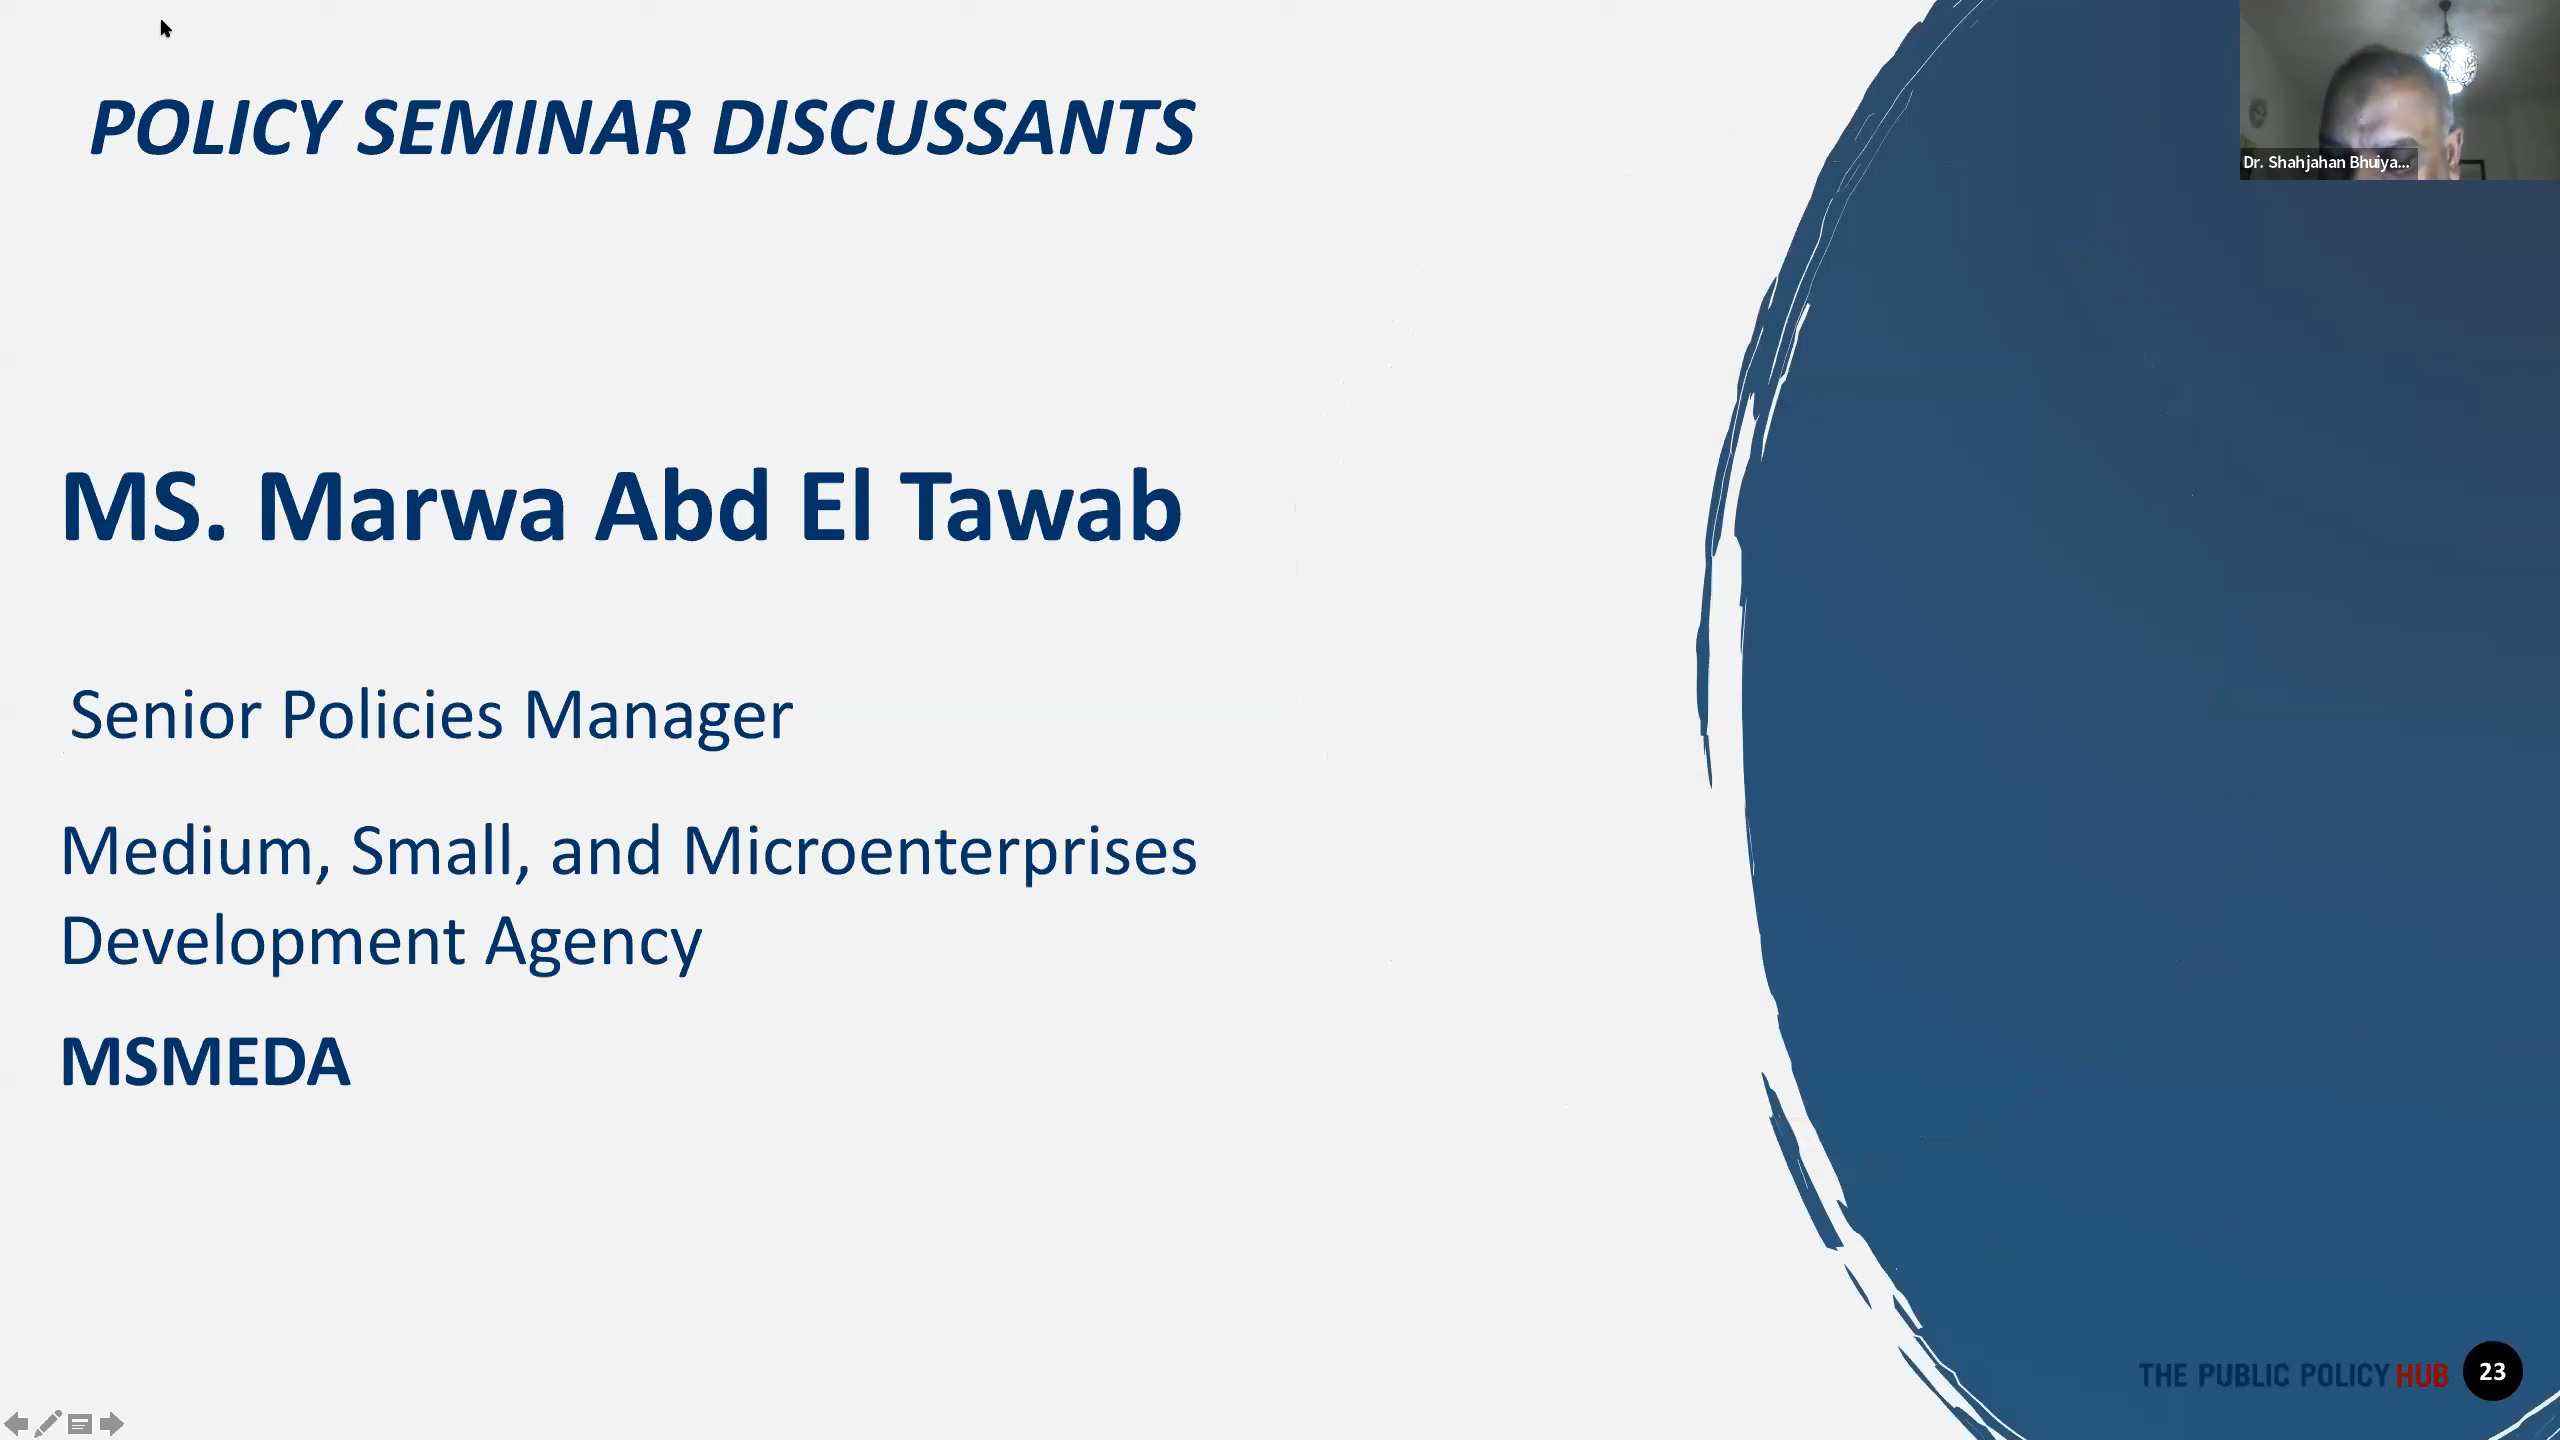 POLICY SEMINAR DISCUSSANTS
Dr. Shahjahan Bhuiya...
MS. Marwa Abd El Tawab
Senior Policies Manager
Medium, Small, and Microenterprises
Development Agency
MSMEDA
THE PUBLIC POLICY HUB
23